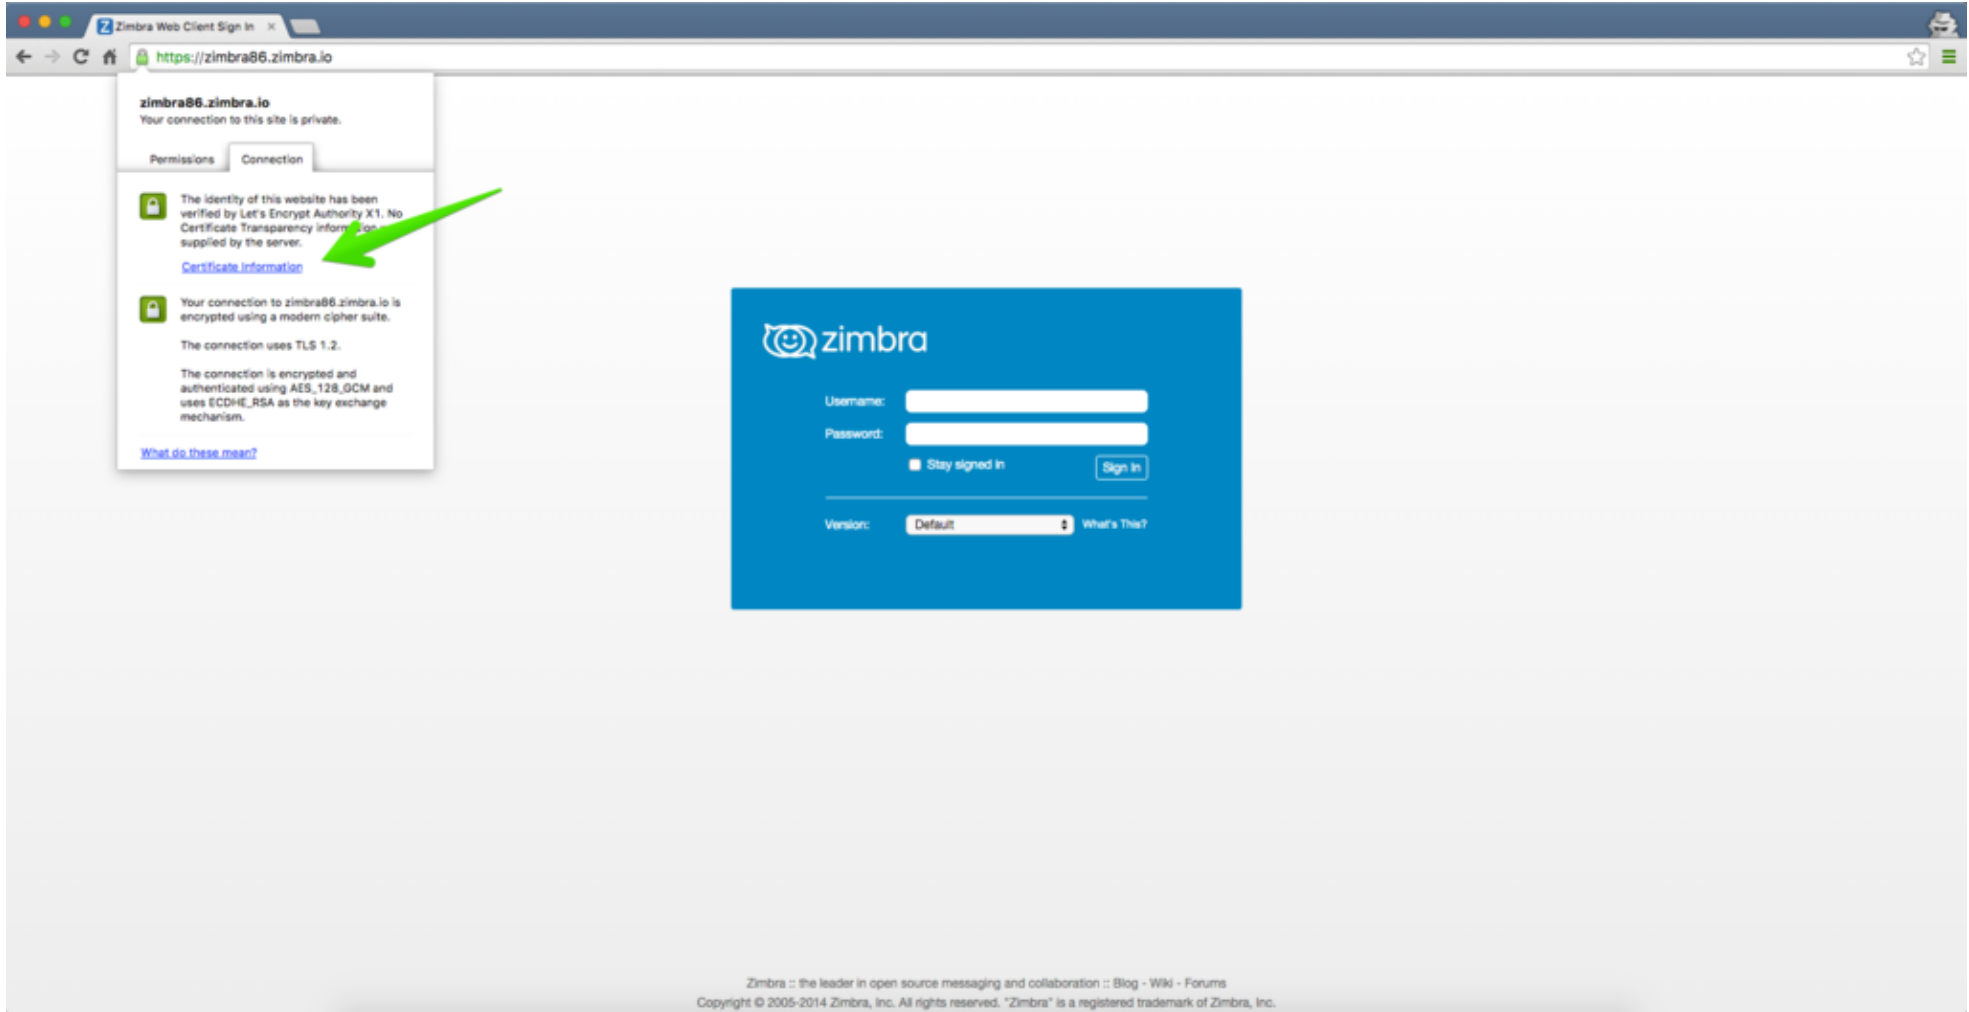 Zimbra Web Client Sign In
https://zimbra86.zimbra.io
zimbra86.zimbra.io
Your connection to this site is private.
Permissions Connection
The identity of this website has been
verified by Let's Encrypt Authority X1. No
Certificate Transparency information
supplied by the server.
Certificate Information
Your connection to zimbra86.zimbra.io is
encrypted using a modern cipher suite.
The connection uses TLS 1.2.
The connection is encrypted and
authenticated using AES_128_GCM and
uses ECDHE_RSA as the key exchange
mechanism.
What do these mean?
zimbra
Username:
Password:
Stay signed in Sign In
Version: Default What's This?
Zimbra :: the leader in open source messaging and collaboration :: Blog - Wiki - Forums
Copyright © 2005-2014 Zimbra, Inc. All rights reserved. "Zimbra" is a registered trademark of Zimbra, Inc.